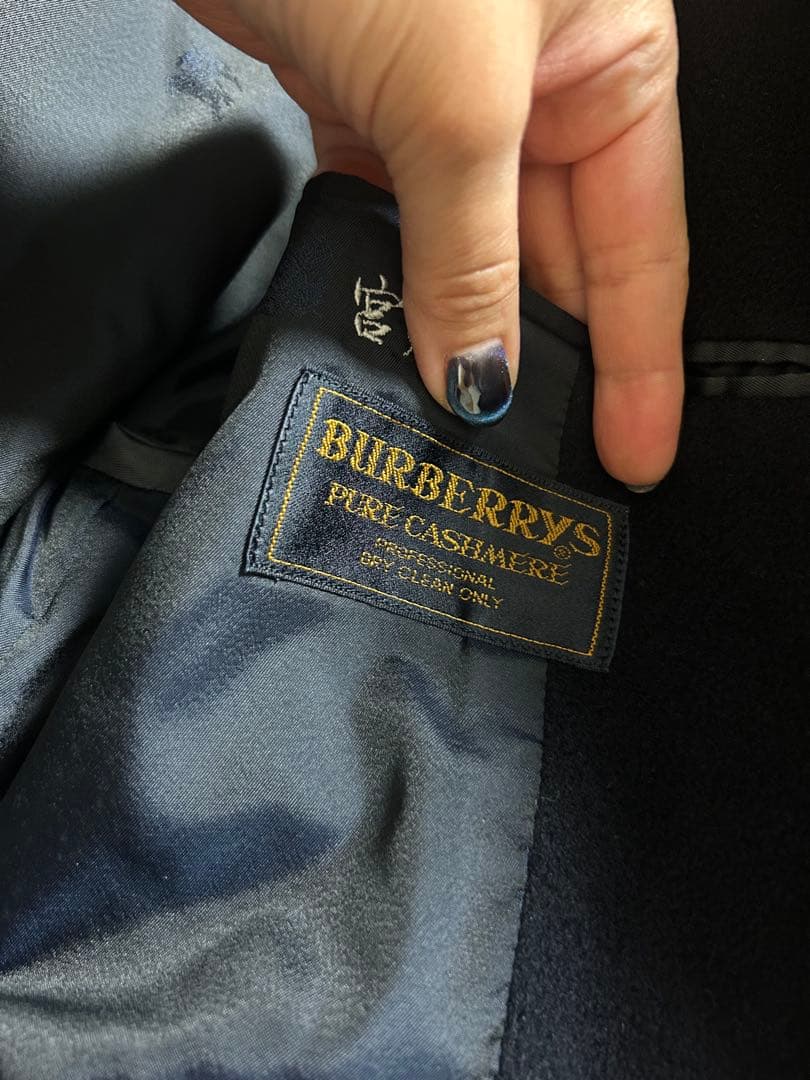 BURBERRYS®
PURE CASHMERE
PROFESSIONAL
DRY CLEAN ONLY